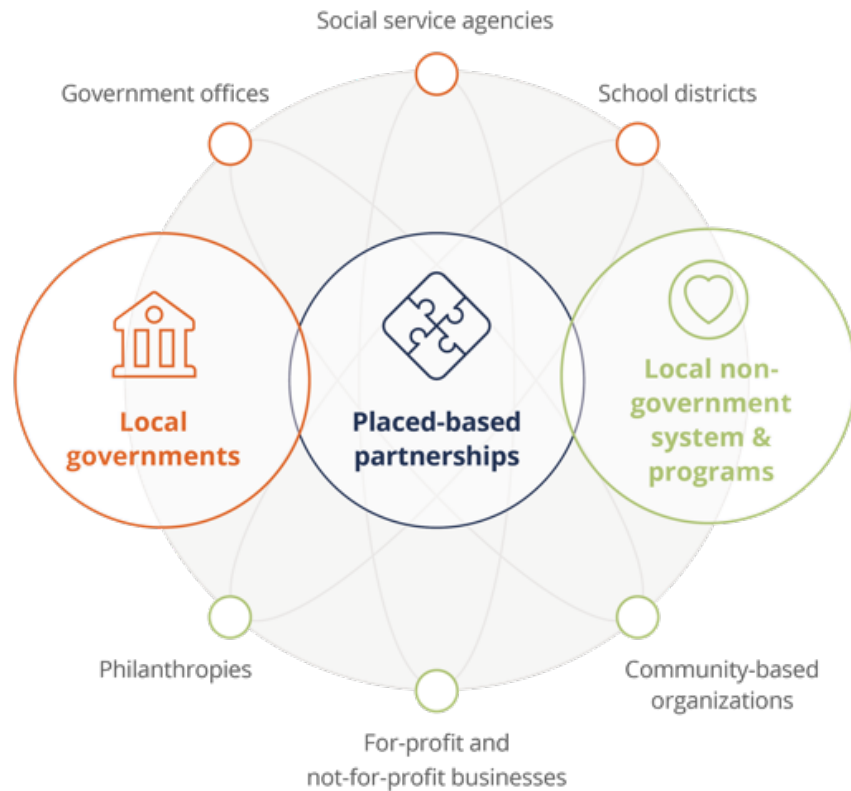 Social service agencies
Government offices
School districts
Local
governments
Placed-based
partnerships
Local non-
government
system &
programs
Philanthropies
Community-based
organizations
For-profit and
not-for-profit businesses